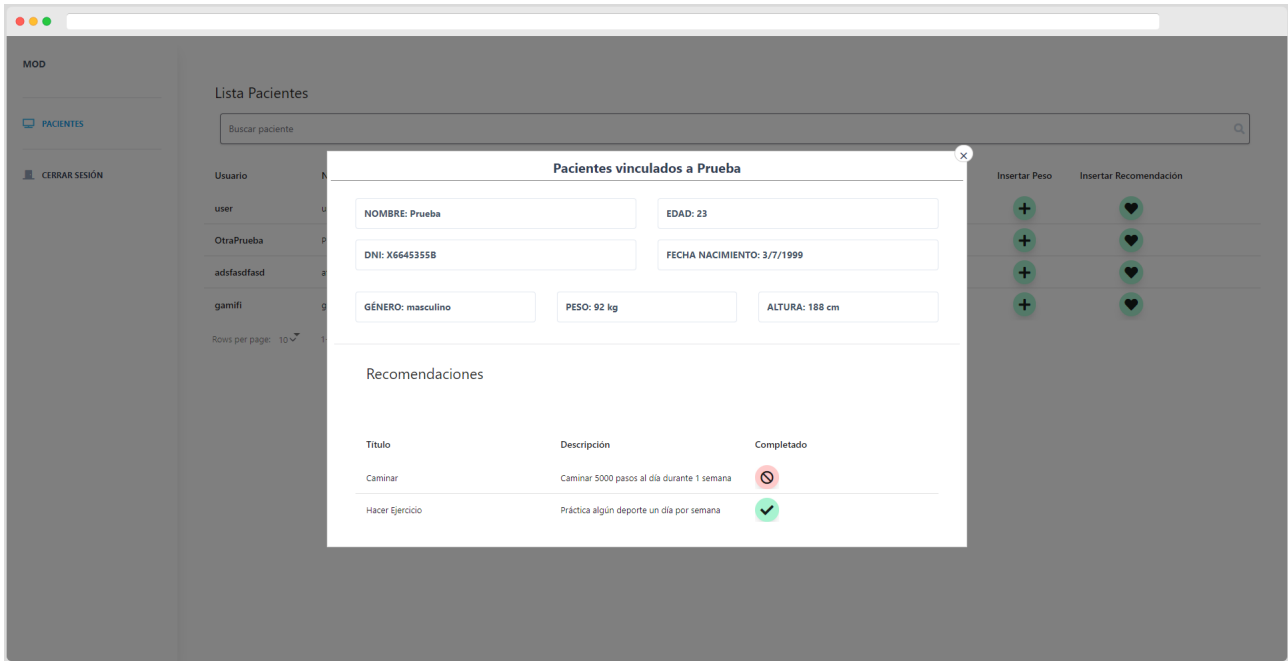 MOD
Lista Pacientes
PACIENTES
Buscar paciente
Pacientes vinculados a Prueba
CERRAR SESIÓN
Usuario
Insertar Peso Insertar Recomendación
user
NOMBRE: Prueba EDAD: 23
OtraPrueba
DNI: X6645355B FECHA NACIMIENTO: 3/7/1999
adsfasdfasd
gamifi
GÉNERO: masculino PESO: 92 kg ALTURA: 188 cm
Rows per page: 10
Recomendaciones
Título Descripción Completado
Caminar Caminar 5000 pasos al día durante 1 semana
Hacer Ejercicio Práctica algún deporte un día por semana